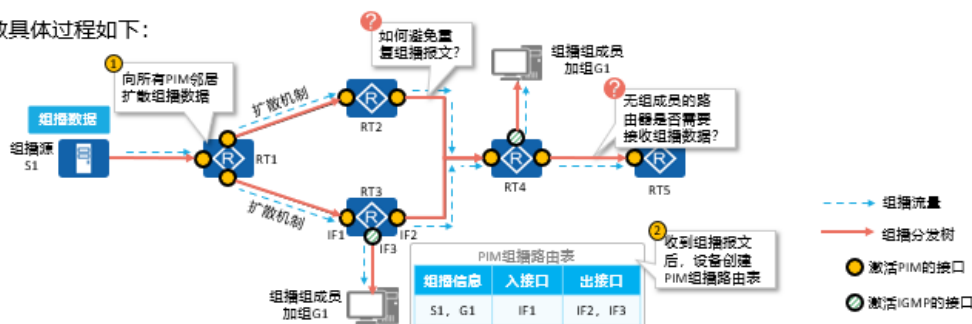 散具体过程如下：
?
如何避免重
复组播报文?
组播组成员
加组G1
1
向所有PIM邻居
扩散组播数据
扩散机制
R
RT2
?
无组成员的路
由器是否需要
接收组播数据?
组播数据
组播源
S1
R
RT1
R
RT4
R
RT5
RT3
扩散机制
R
IF1
IF2
IF3
组播流量
组播分发树
激活PIM的接口
激活IGMP的接口
2
收到组播报文
后，设备创建
PIM组播路由表
PIM组播路由表
组播信息 入接口 出接口
S1，G1 IF1 IF2，IF3
组播组成员
加组G1